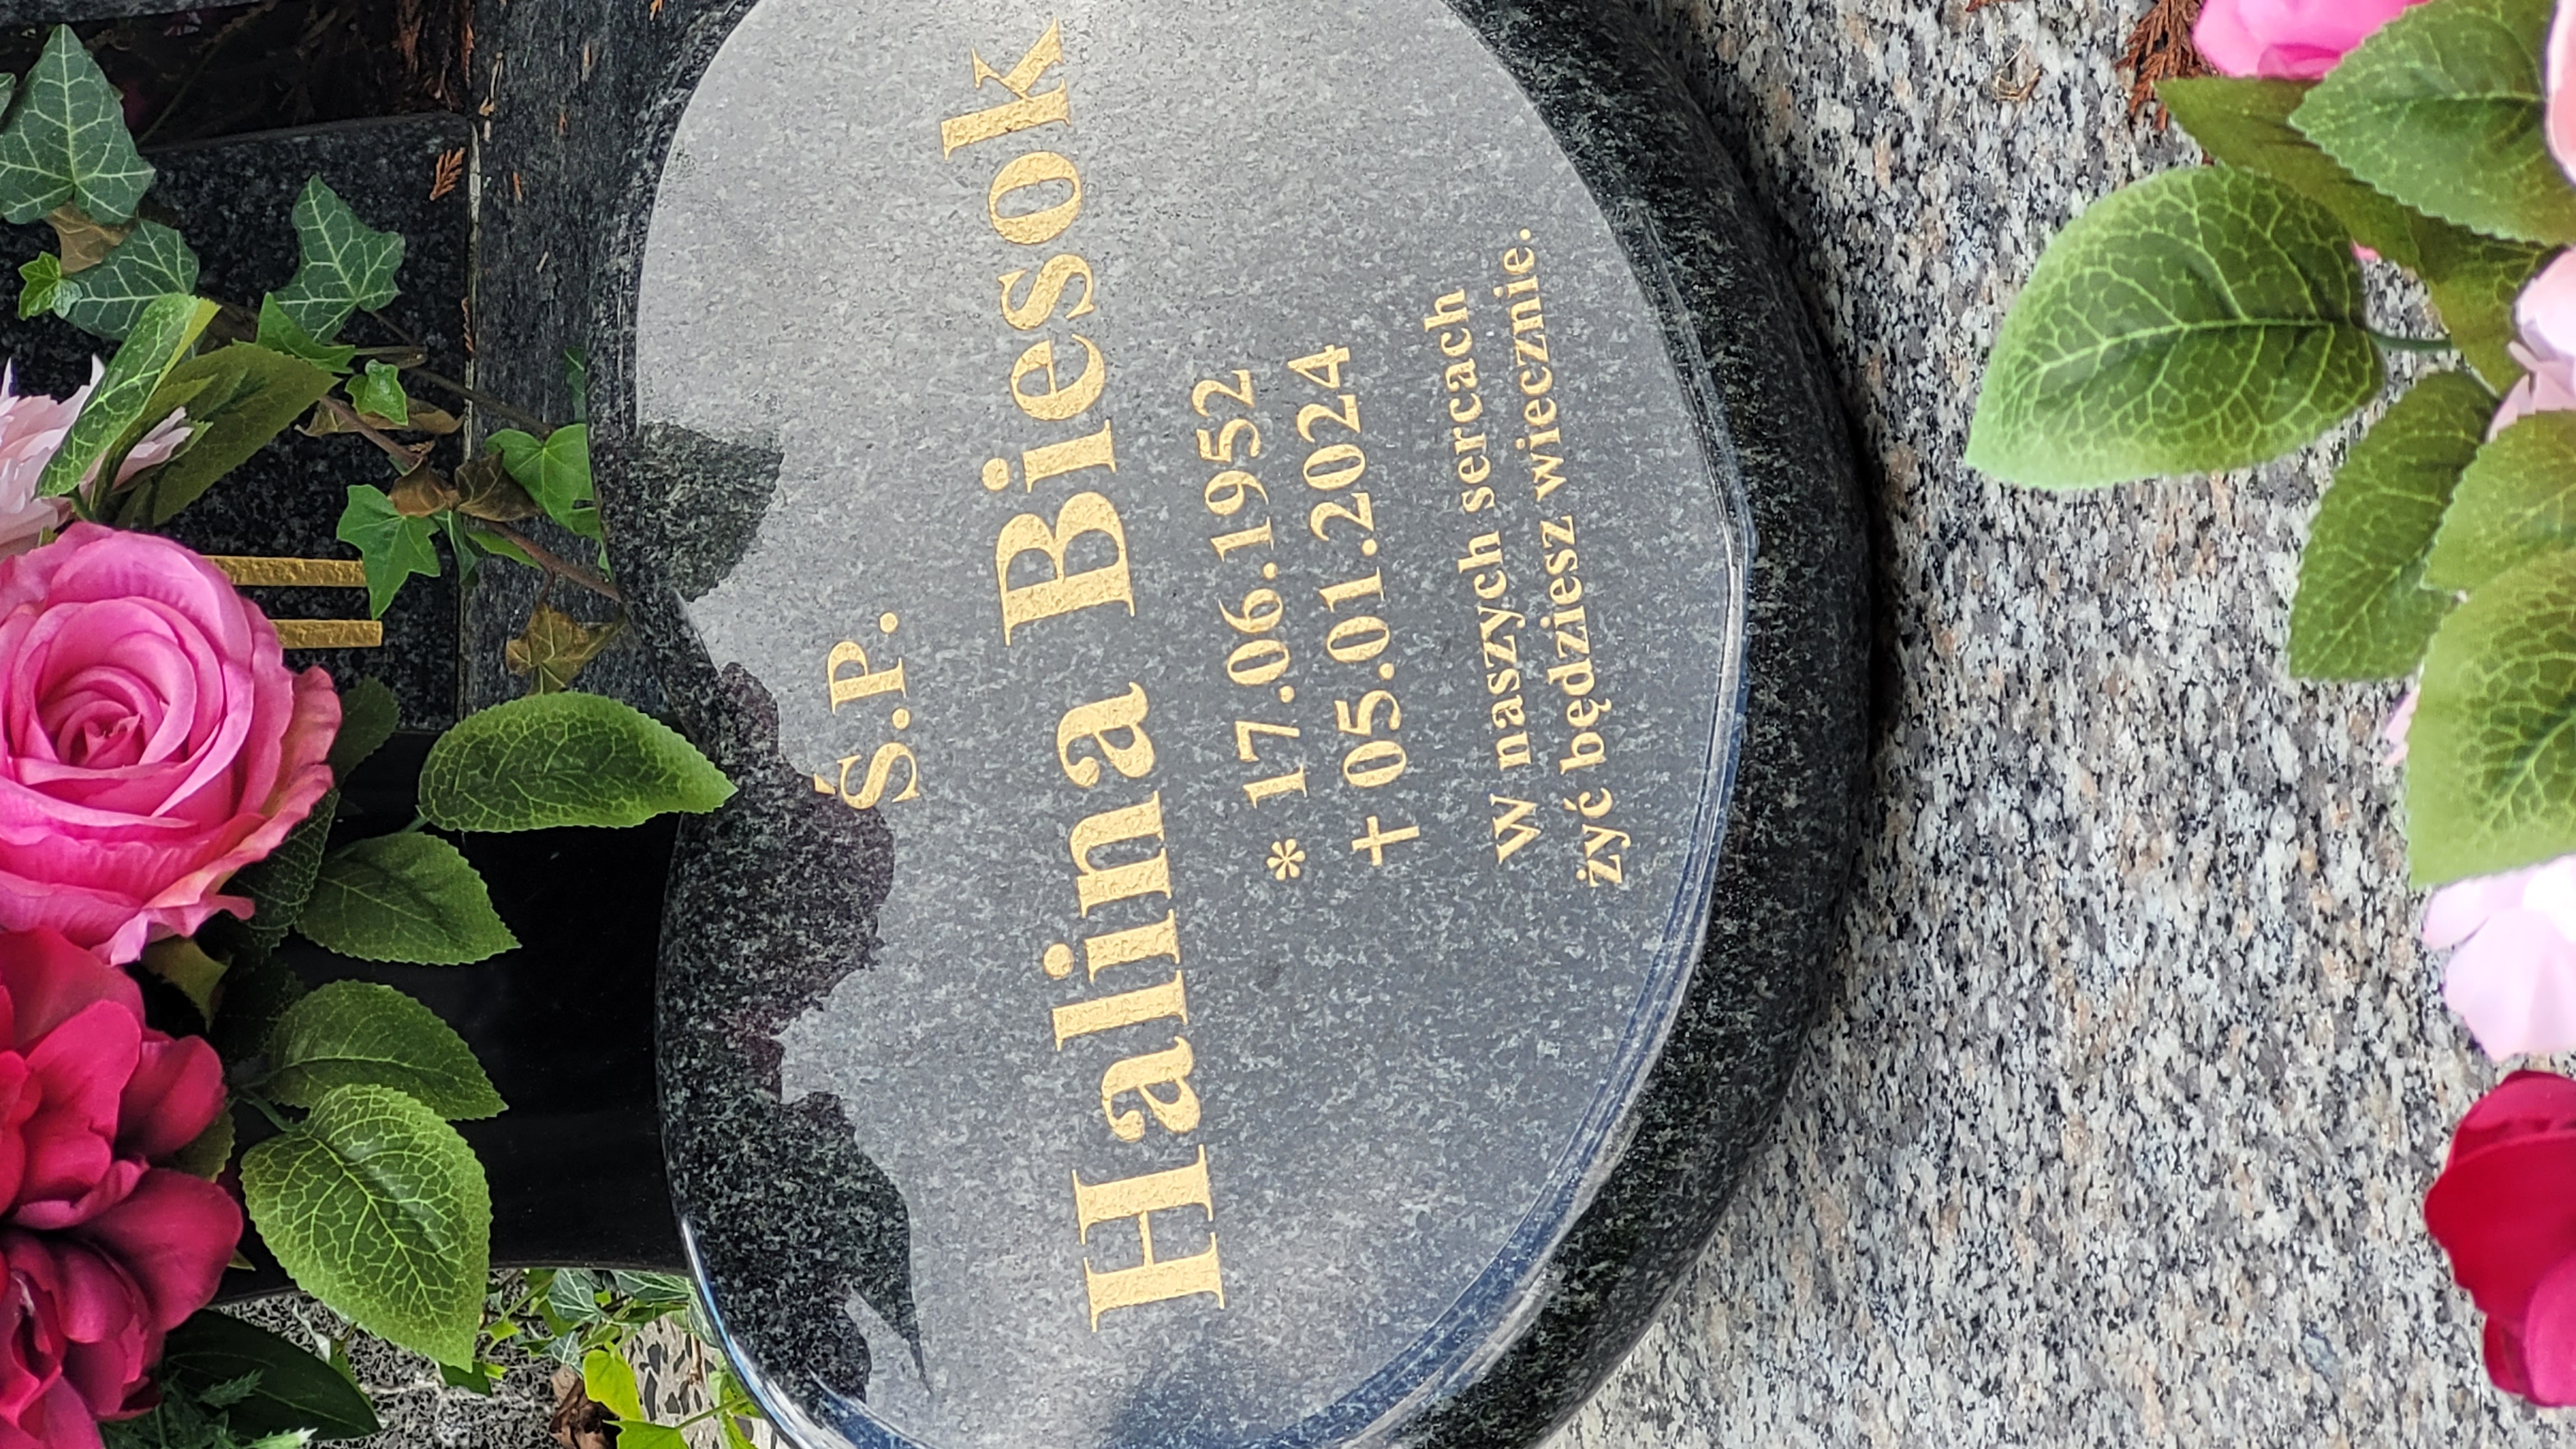 Ś.P.
Halina Biesok
* 17.06.1952
† 05.01.2024
W naszych sercach
żyć będziesz wiecznie.